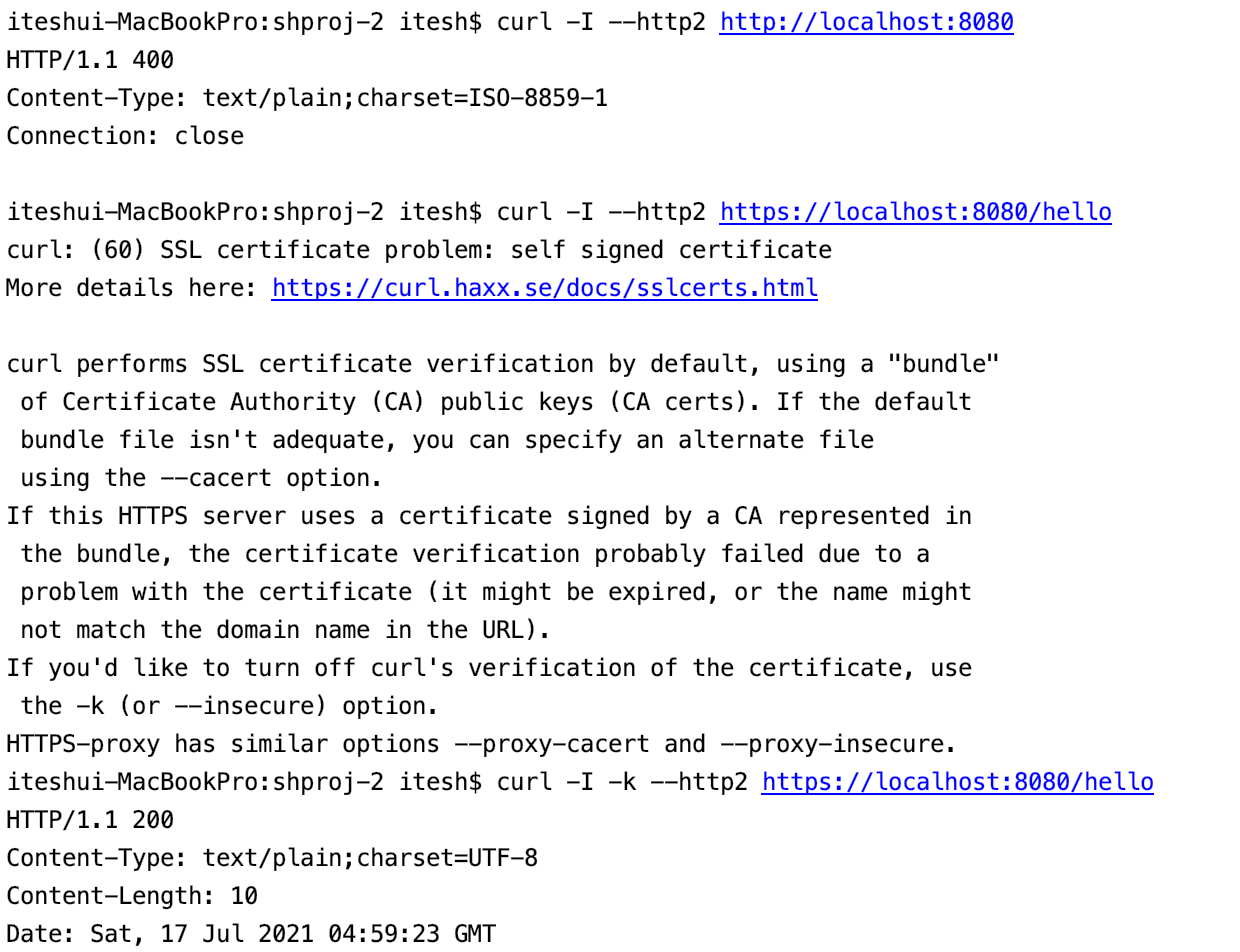 iteshui-MacBookPro:shproj-2 itesh$ curl -I --http2 http://localhost:8080
HTTP/1.1 400
Content-Type: text/plain;charset=ISO-8859-1
Connection: close
iteshui-MacBookPro:shproj-2 itesh$ curl -I --http2 https://localhost:8080/hello
curl: (60) SSL certificate problem: self signed certificate
More details here: https://curl.haxx.se/docs/sslcerts.html
curl performs SSL certificate verification by default, using a "bundle"
 of Certificate Authority (CA) public keys (CA certs). If the default
 bundle file isn't adequate, you can specify an alternate file
 using the --cacert option.
If this HTTPS server uses a certificate signed by a CA represented in
 the bundle, the certificate verification probably failed due to a
 problem with the certificate (it might be expired, or the name might
 not match the domain name in the URL).
If you'd like to turn off curl's verification of the certificate, use
 the -k (or --insecure) option.
HTTPS-proxy has similar options --proxy-cacert and --proxy-insecure.
iteshui-MacBookPro:shproj-2 itesh$ curl -I -k --http2 https://localhost:8080/hello
HTTP/1.1 200
Content-Type: text/plain;charset=UTF-8
Content-Length: 10
Date: Sat, 17 Jul 2021 04:59:23 GMT